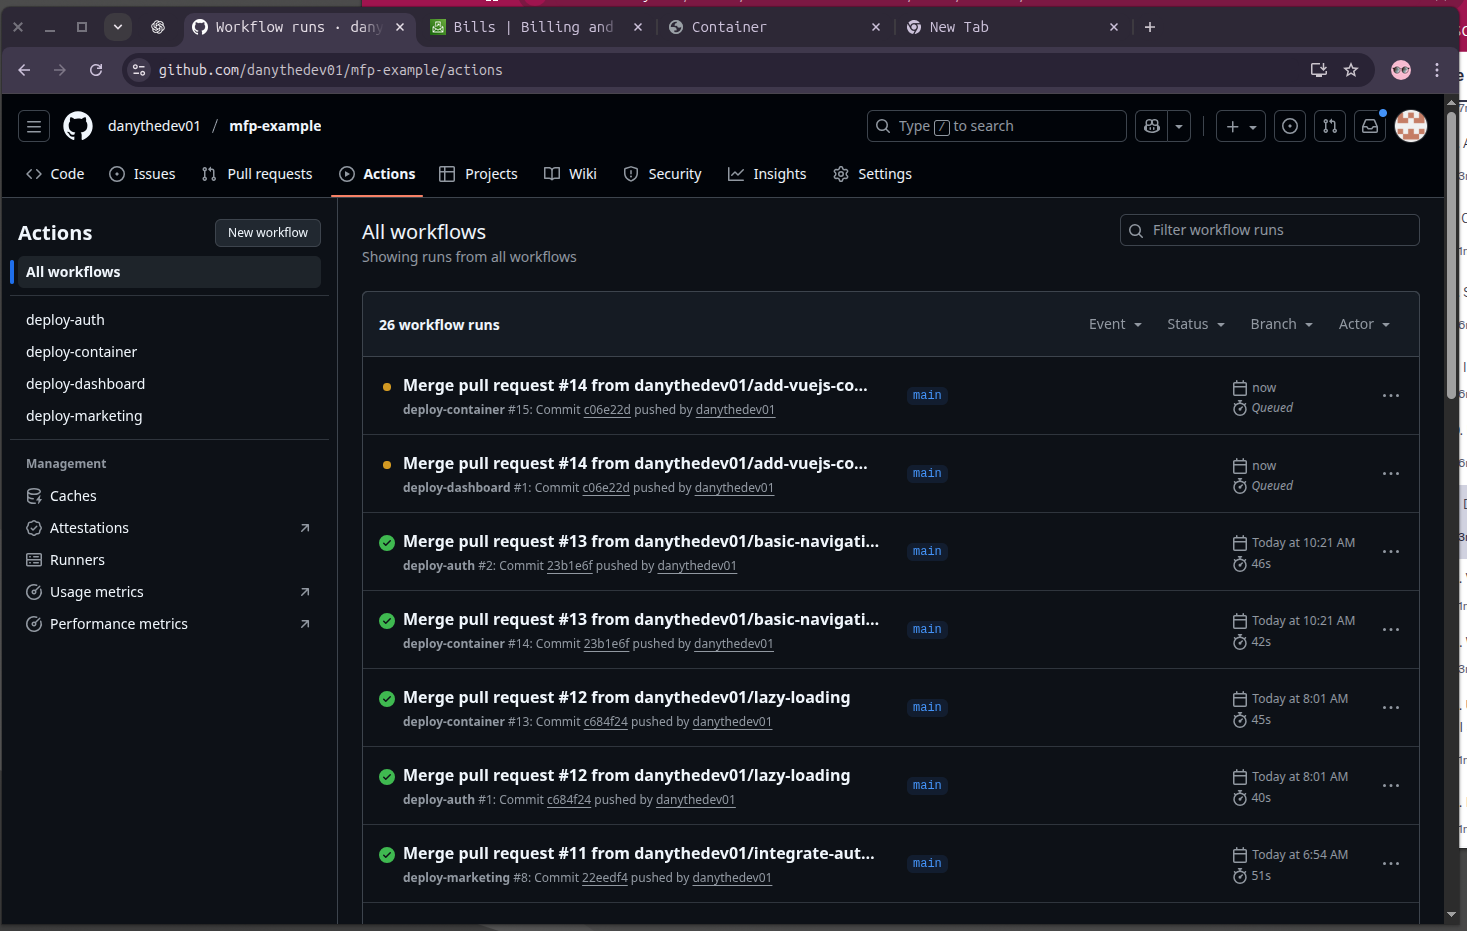 Workflow runs · dany
Bills | Billing and
Container
New Tab
github.com/danythedev01/mfp-example/actions
danythedev01 / mfp-example
Type / to search
Code
Issues
Pull requests
Actions
Projects
Wiki
Security
Insights
Settings
Actions
New workflow
All workflows
deploy-auth
deploy-container
deploy-dashboard
deploy-marketing
Management
Caches
Attestations
Runners
Usage metrics
Performance metrics
All workflows
Showing runs from all workflows
Filter workflow runs
26 workflow runs
Event
Status
Branch
Actor
Merge pull request #14 from danythedev01/add-vuejs-co...
deploy-container #15: Commit c06e22d pushed by danythedev01
main
now
Queued
Merge pull request #14 from danythedev01/add-vuejs-co...
deploy-dashboard #1: Commit c06e22d pushed by danythedev01
main
now
Queued
Merge pull request #13 from danythedev01/basic-navigati...
deploy-auth #2: Commit 23b1e6f pushed by danythedev01
main
Today at 10:21 AM
46s
Merge pull request #13 from danythedev01/basic-navigati...
deploy-container #14: Commit 23b1e6f pushed by danythedev01
main
Today at 10:21 AM
42s
Merge pull request #12 from danythedev01/lazy-loading
deploy-container #13: Commit c684f24 pushed by danythedev01
main
Today at 8:01 AM
45s
Merge pull request #12 from danythedev01/lazy-loading
deploy-auth #1: Commit c684f24 pushed by danythedev01
main
Today at 8:01 AM
40s
Merge pull request #11 from danythedev01/integrate-aut...
deploy-marketing #8: Commit 22eedf4 pushed by danythedev01
main
Today at 6:54 AM
51s